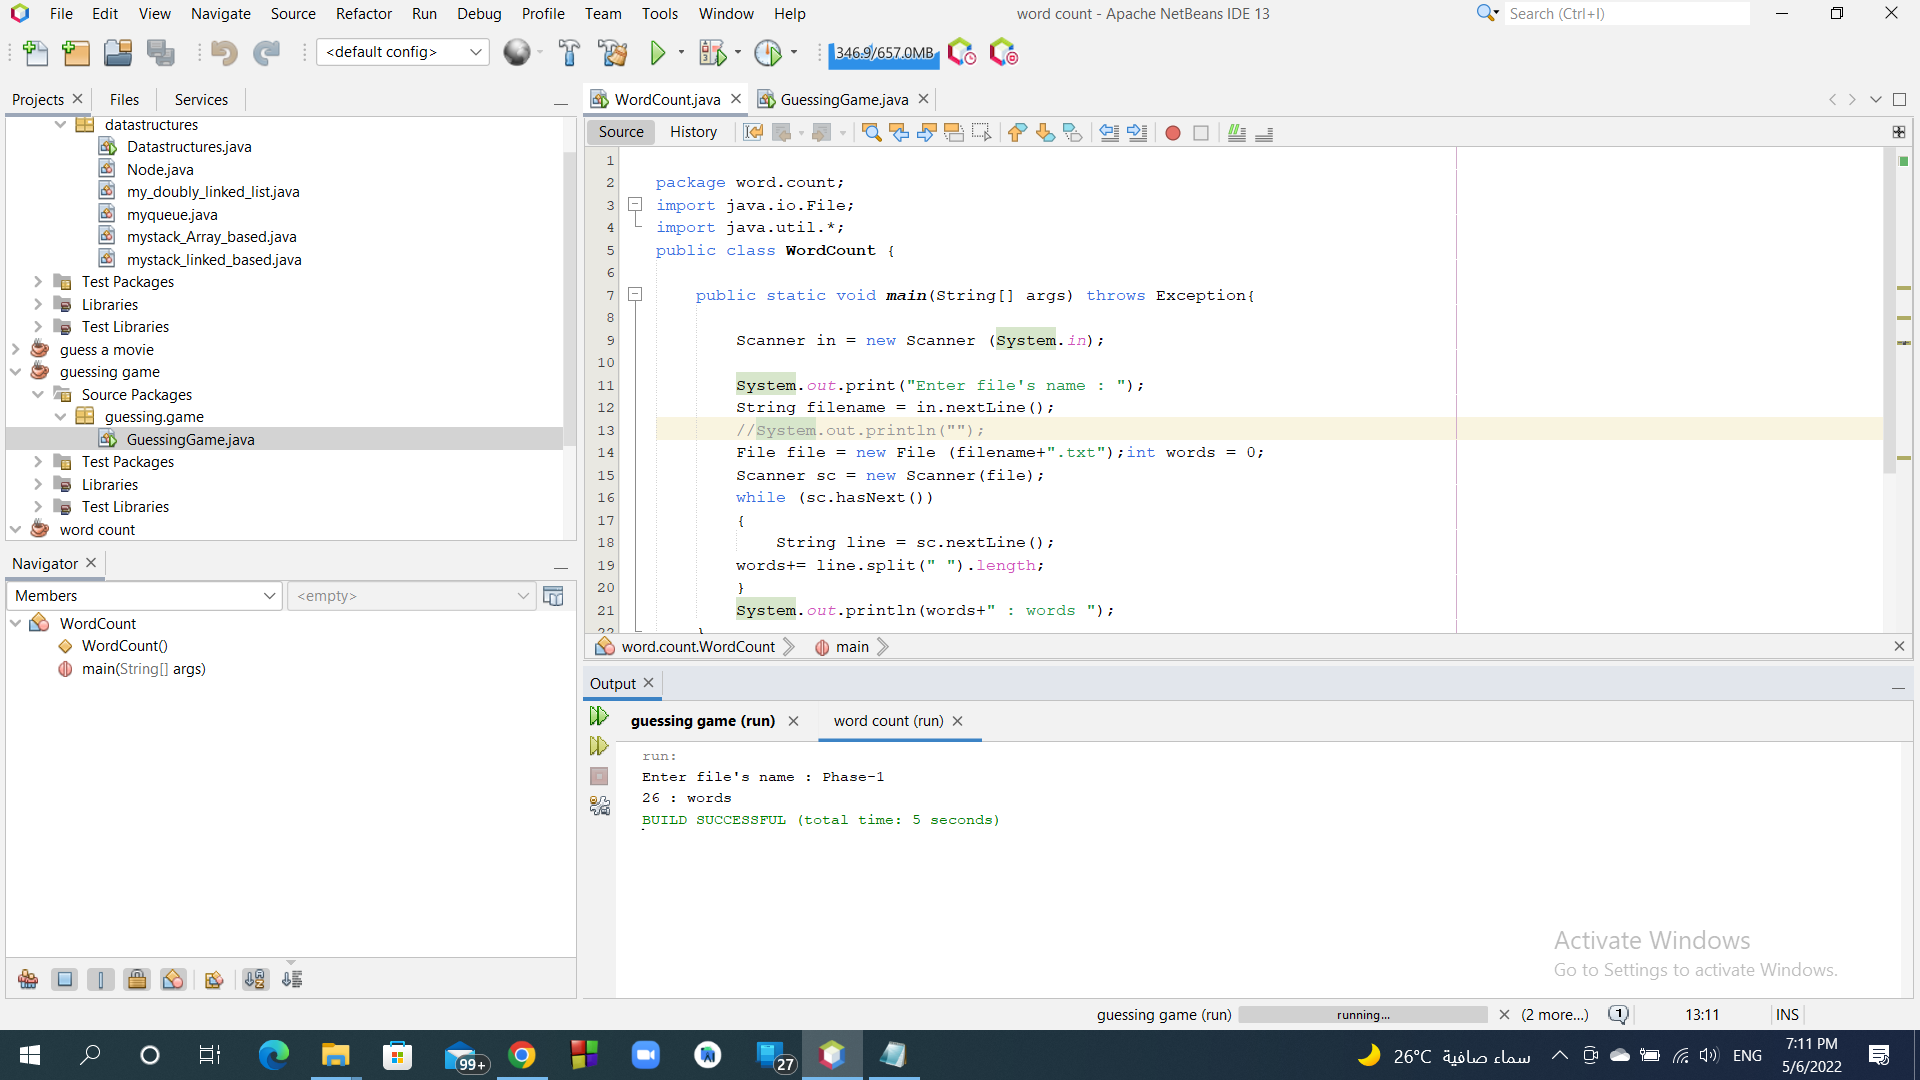 File Edit View Navigate Source Refactor Run Debug Profile Team Tools Window Help
word count - Apache NetBeans IDE 13
Search (Ctrl+I)
<default config>
346.9/657.0MB
Projects
Files
Services
datastructures
Datastructures.java
Node.java
my_doubly_linked_list.java
myqueue.java
mystack_Array_based.java
mystack_linked_based.java
Test Packages
Libraries
Test Libraries
guess a movie
guessing game
Source Packages
guessing.game
GuessingGame.java
Test Packages
Libraries
Test Libraries
word count
Navigator
Members
<empty>
WordCount
WordCount()
main(String[] args)
WordCount.java
GuessingGame.java
Source
History
1
2 package word.count;
3 import java.io.File;
4 import java.util.*;
5 public class WordCount {
6
7 public static void main(String[] args) throws Exception{
8
9 Scanner in = new Scanner (System.in);
10
11 System.out.print("Enter file's name : ");
12 String filename = in.nextLine();
13 //System.out.println("");
14 File file = new File (filename+".txt");int words = 0;
15 Scanner sc = new Scanner(file);
16 while (sc.hasNext())
17 {
18 String line = sc.nextLine();
19 words+= line.split(" ").length;
20 }
21 System.out.println(words+" : words ");
22 }
word.count.WordCount
main
Output
guessing game (run)
word count (run)
run:
Enter file's name : Phase-1
26 : words
BUILD SUCCESSFUL (total time: 5 seconds)
Activate Windows
Go to Settings to activate Windows.
guessing game (run)
running...
(2 more...)
1
13:11
INS
99+
27
26°C سماء صافية
ENG
7:11 PM
5/6/2022